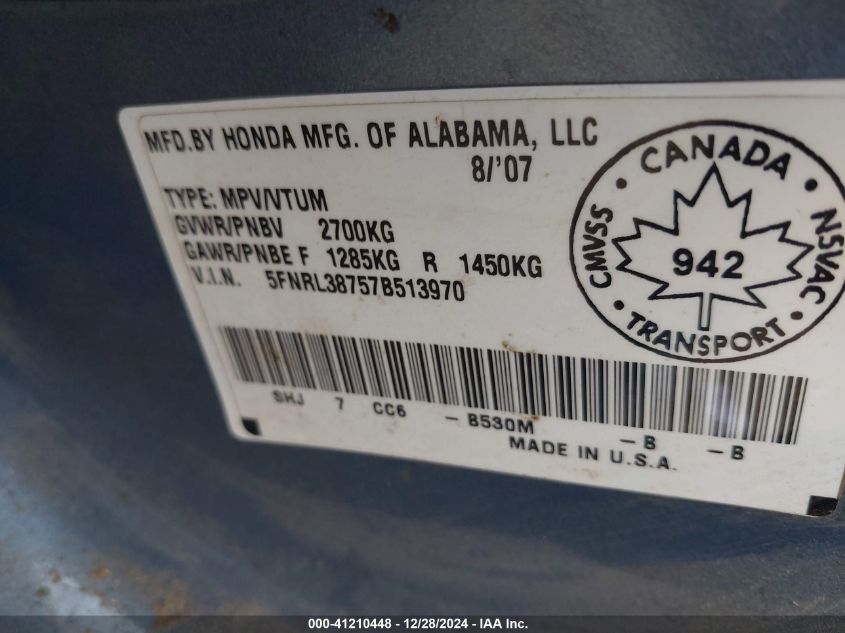 MFD.BY HONDA MFG. OF ALABAMA, LLC
8/'07
TYPE: MPV/VTUM
GVWR/PNBV 2700KG
GAWR/PNBE F 1285KG R 1450KG
V.I.N. 5FNRL38757B513970
CANADA
CMVSS • 942 • NSVAC
TRANSPORT
SHJ 7 CC6 - B530M - B - B
MADE IN U.S.A.
000-41210448 - 12/28/2024 - IAA Inc.